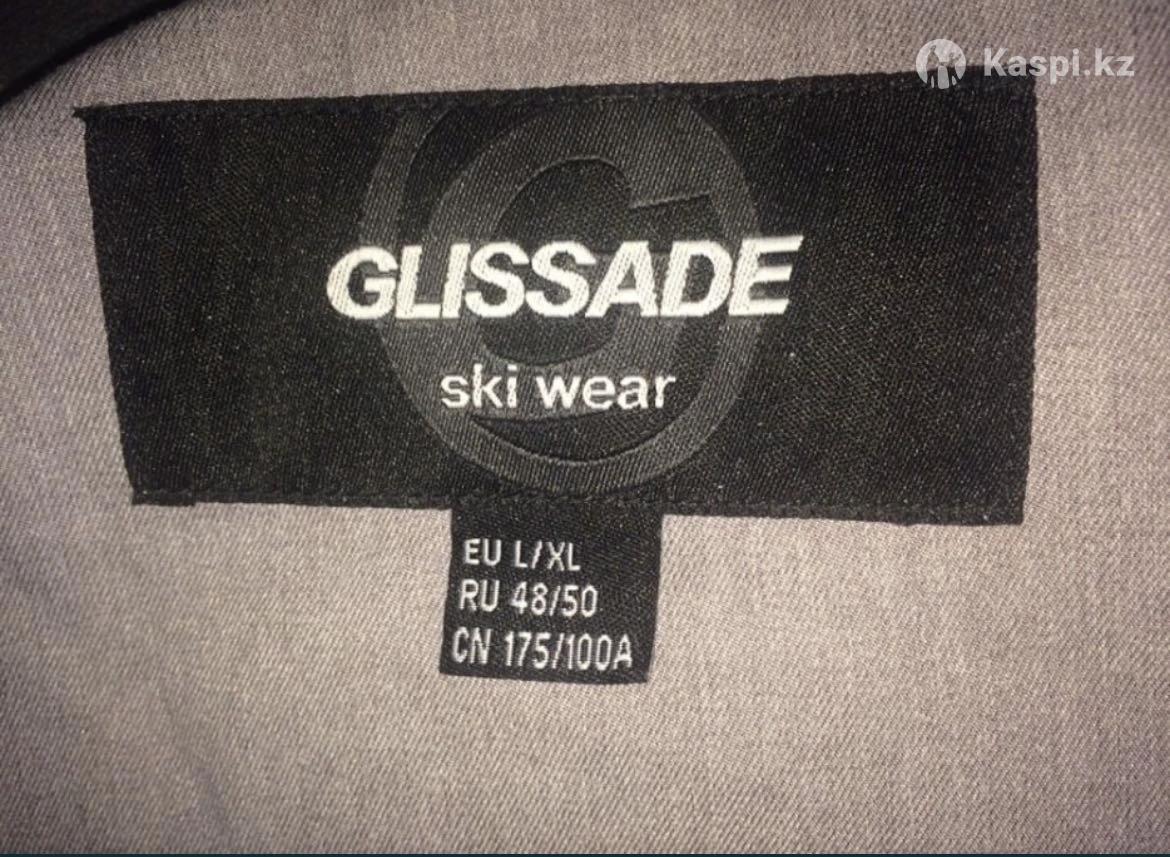 Kaspi.kz
GLISSADE
ski wear
EU L/XL
RU 48/50
CN 175/100A